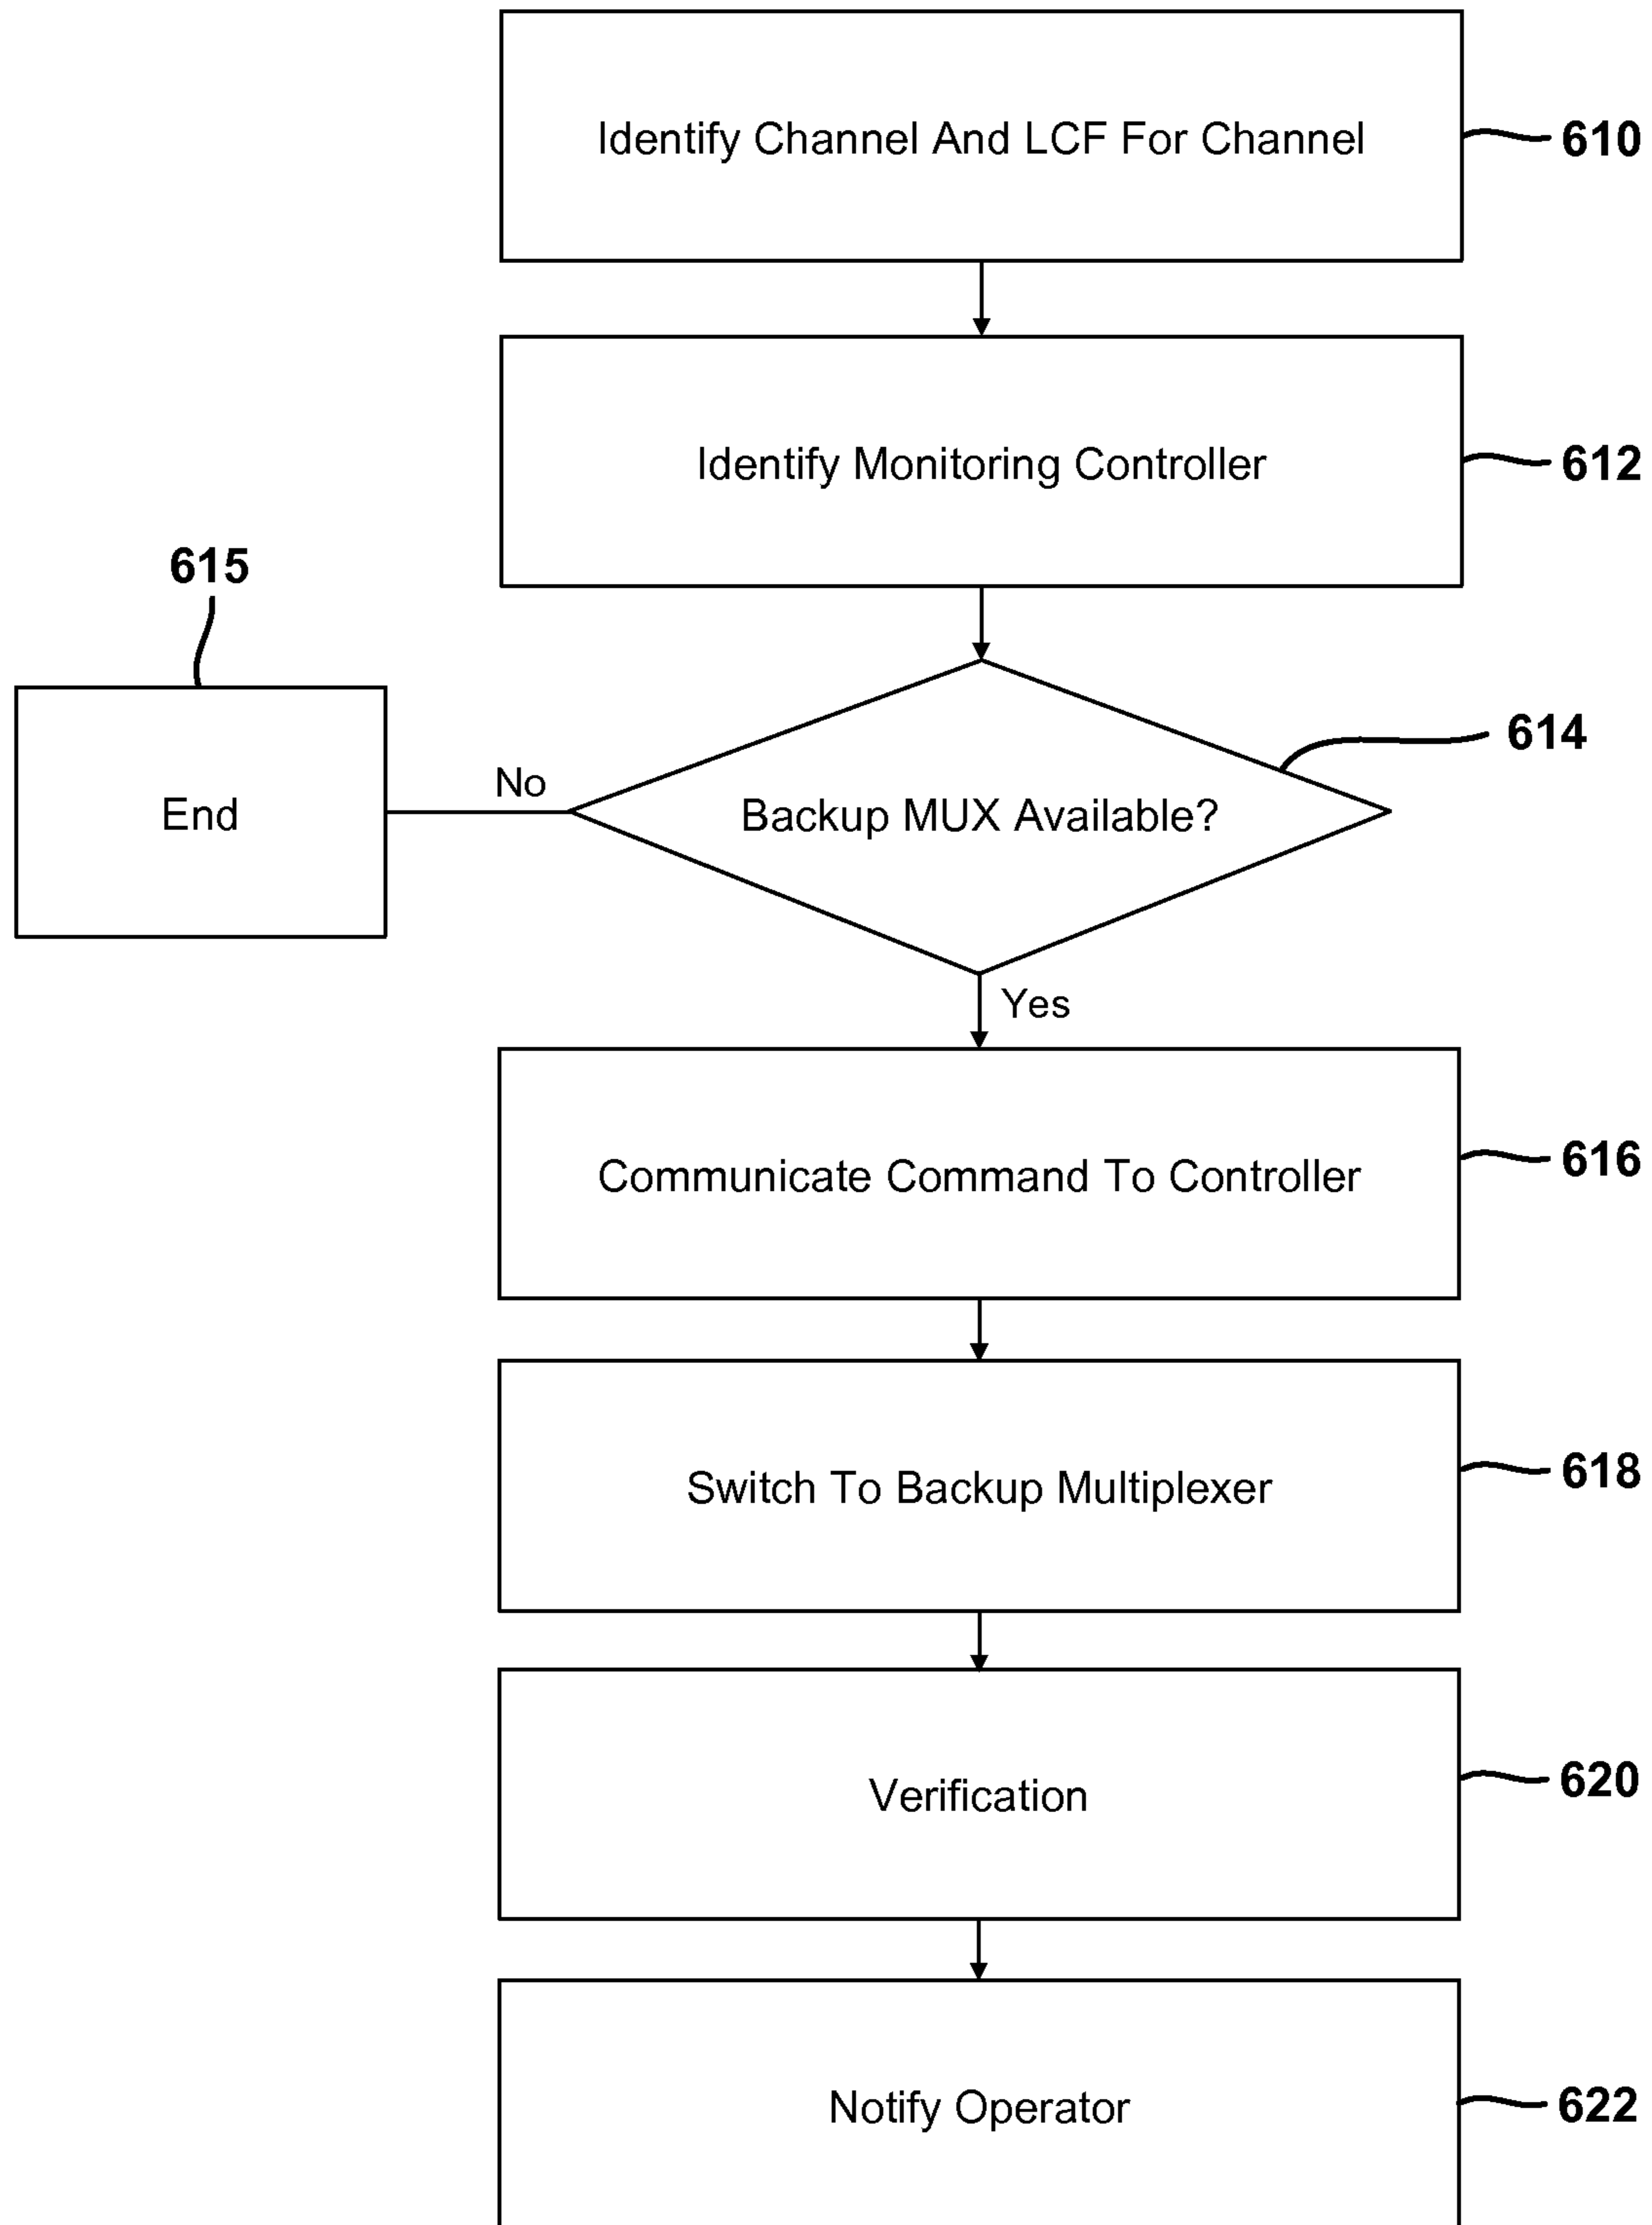 Identify Channel And LCF For Channel
610
Identify Monitoring Controller
612
615
614
End
No
Backup MUX Available?
Yes
Communicate Command To Controller
616
Switch To Backup Multiplexer
618
Verification
620
Notify Operator
622